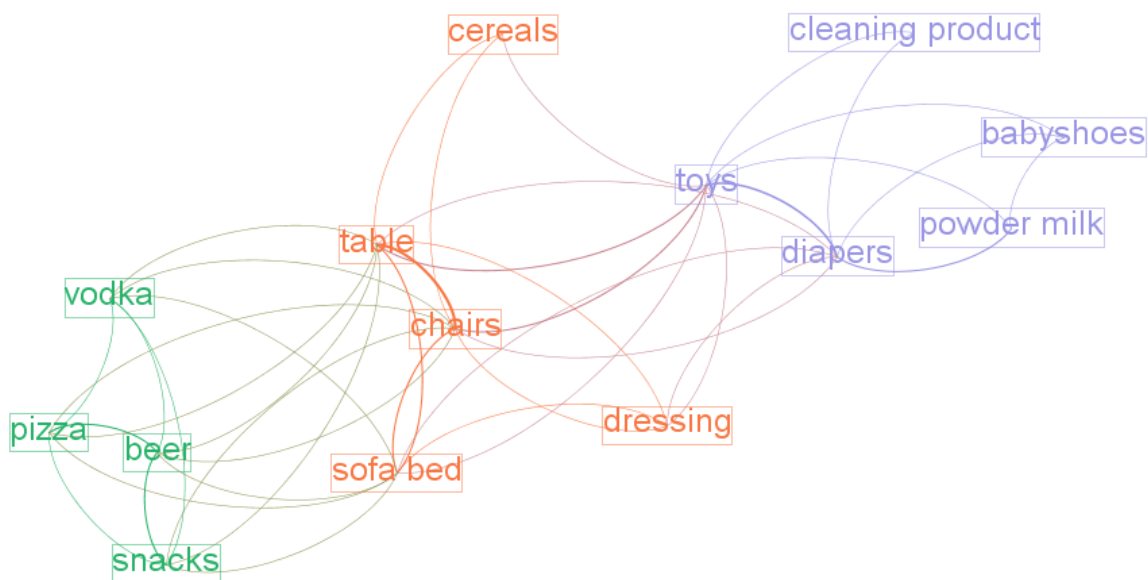 cereals
cleaning product
babyshoes
toys
powder milk
table
diapers
vodka
chairs
dressing
pizza
beer
sofa bed
snacks